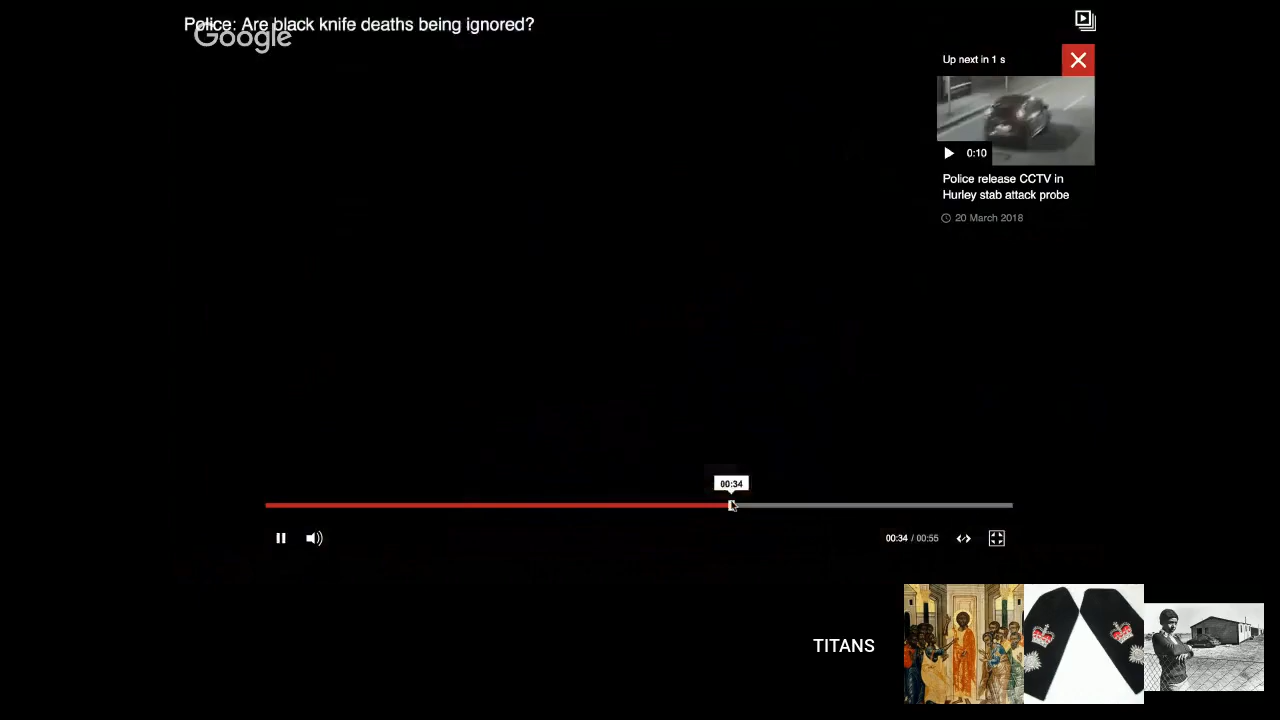 Police: Are black knife deaths being ignored?
Google
Up next in 1 s
0:10
Police release CCTV in
Hurley stab attack probe
20 March 2018
00:34
00:34 / 00:55
TITANS